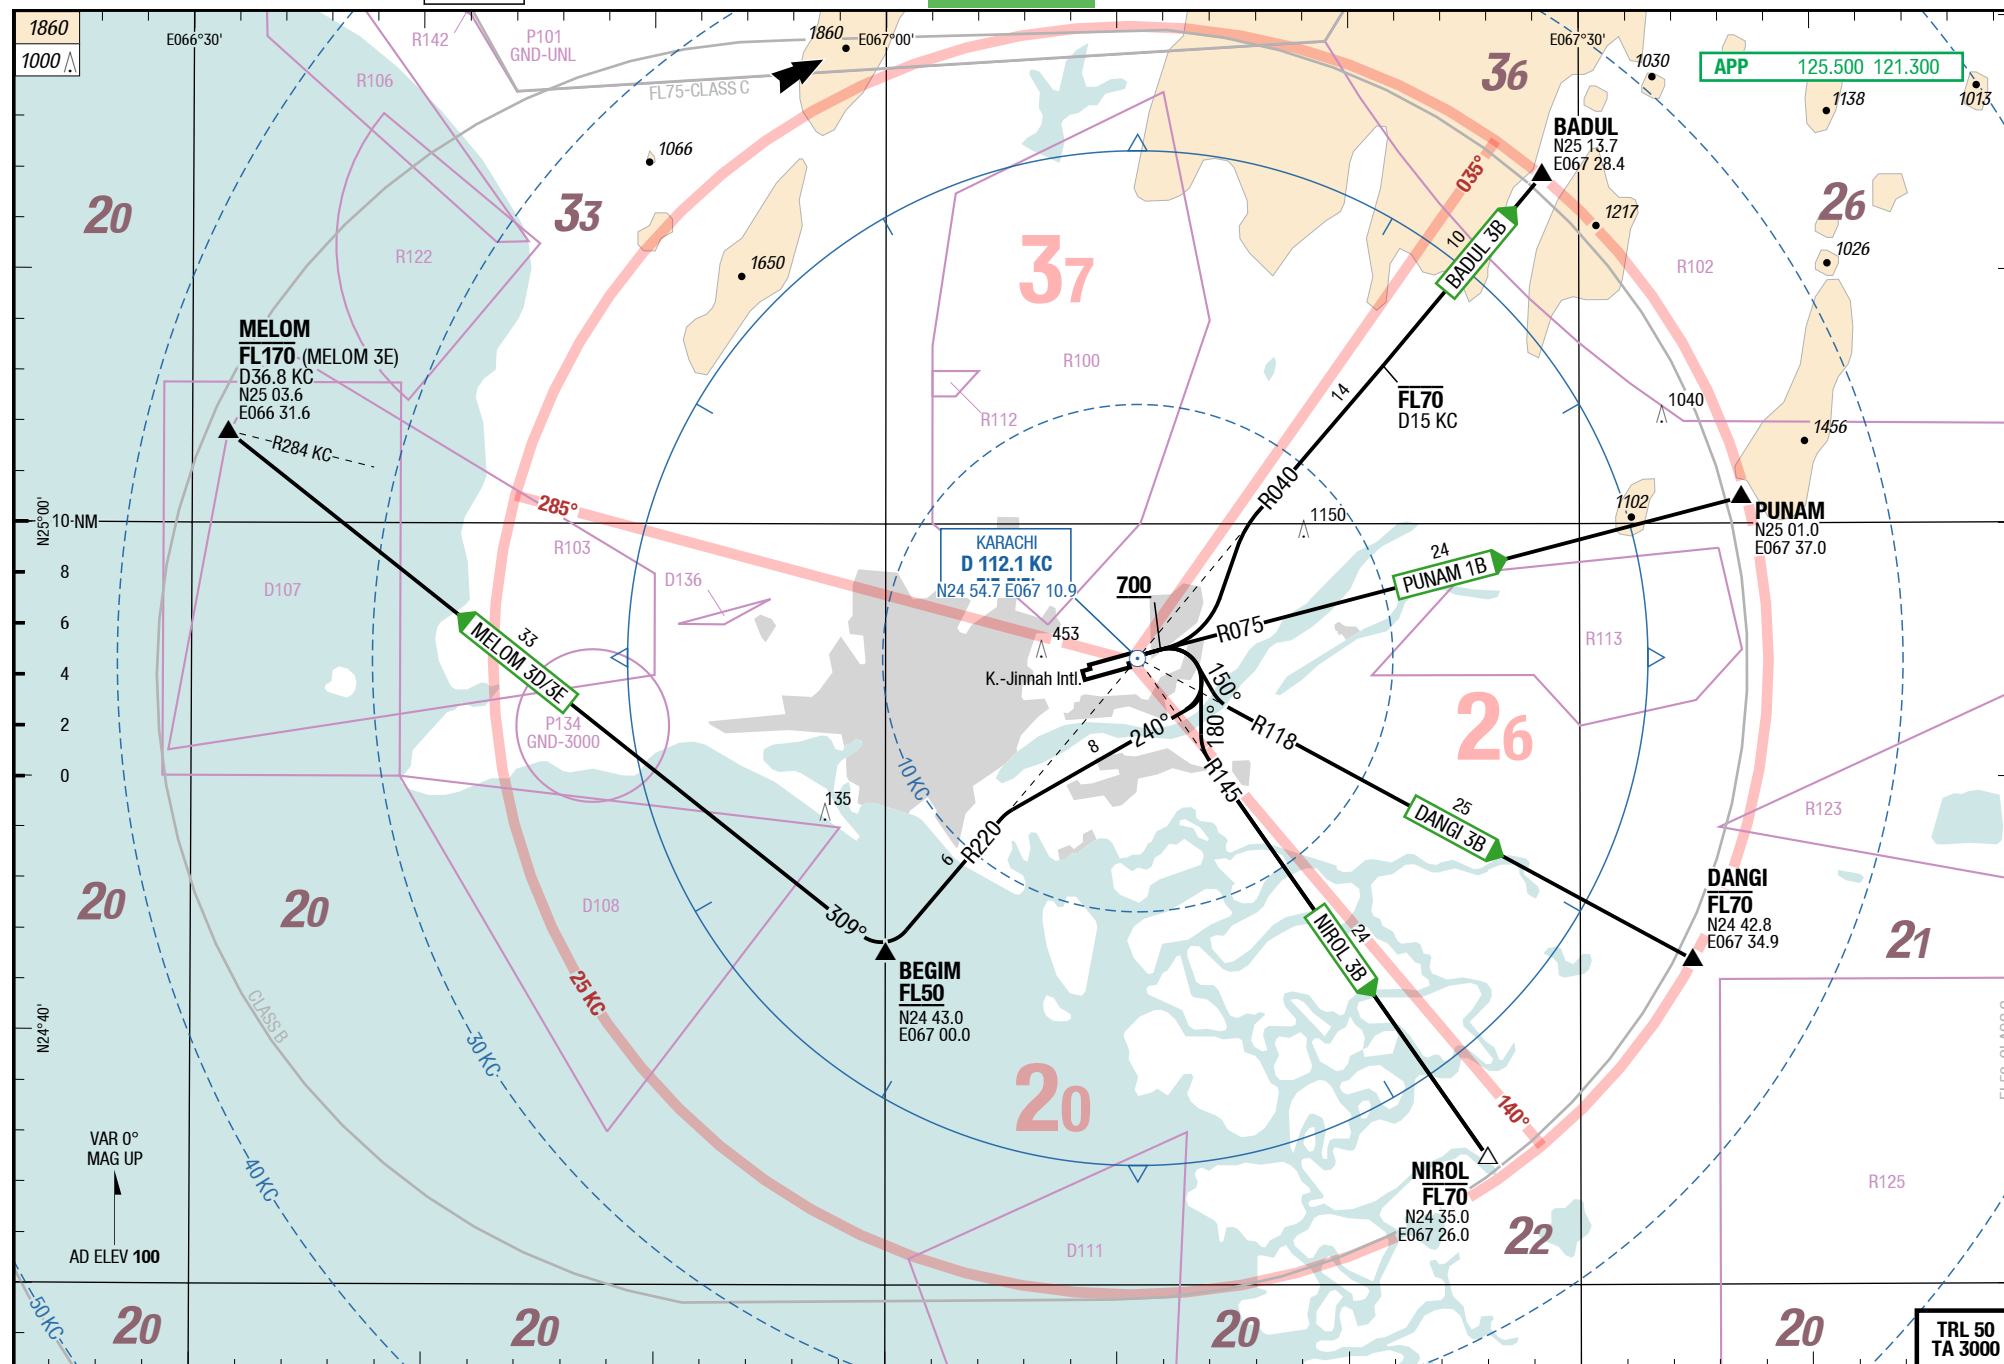 1860
1000
E066°30'
R142
P101
GND-UNL
1860
E067°00'
E067°30'
36
1030
APP 125.500 121.300
1138
1013
R106
FL75-CLASS C
BADUL
N25 13.7
E067 28.4
1066
035°
20
33
1217
26
R122
37
10
BADUL 3B
1026
R102
1650
MELOM
FL170 (MELOM 3E)
D36.8 KC
N25 03.6
E066 31.6
R100
R112
14
FL70
D15 KC
1040
1456
R284 KC
R040
285°
1102
PUNAM
N25 01.0
E067 37.0
N25°00'
10 NM
1150
R103
KARACHI
D 112.1 KC
N24 54.7 E067 10.9
24
PUNAM 1B
8
D107
D136
700
6
33
MELOM 3D/3E
453
R075
R113
4
K.-Jinnah Intl.
150°
2
P134
GND-3000
240°
180°
R118
26
8
0
10 KC
R145
135
25
DANGI 3B
R123
R220
6
20
20
D108
309°
24
NIROL 3B
DANGI
FL70
N24 42.8
E067 34.9
21
BEGIM
FL50
N24 43.0
E067 00.0
25 KC
CLASS B
N24°40'
30 KC
20
140°
VAR 0°
MAG UP
40 KC
NIROL
FL70
N24 35.0
E067 26.0
R125
AD ELEV 100
D111
22
50 KC
20
20
20
20
TRL 50
TA 3000